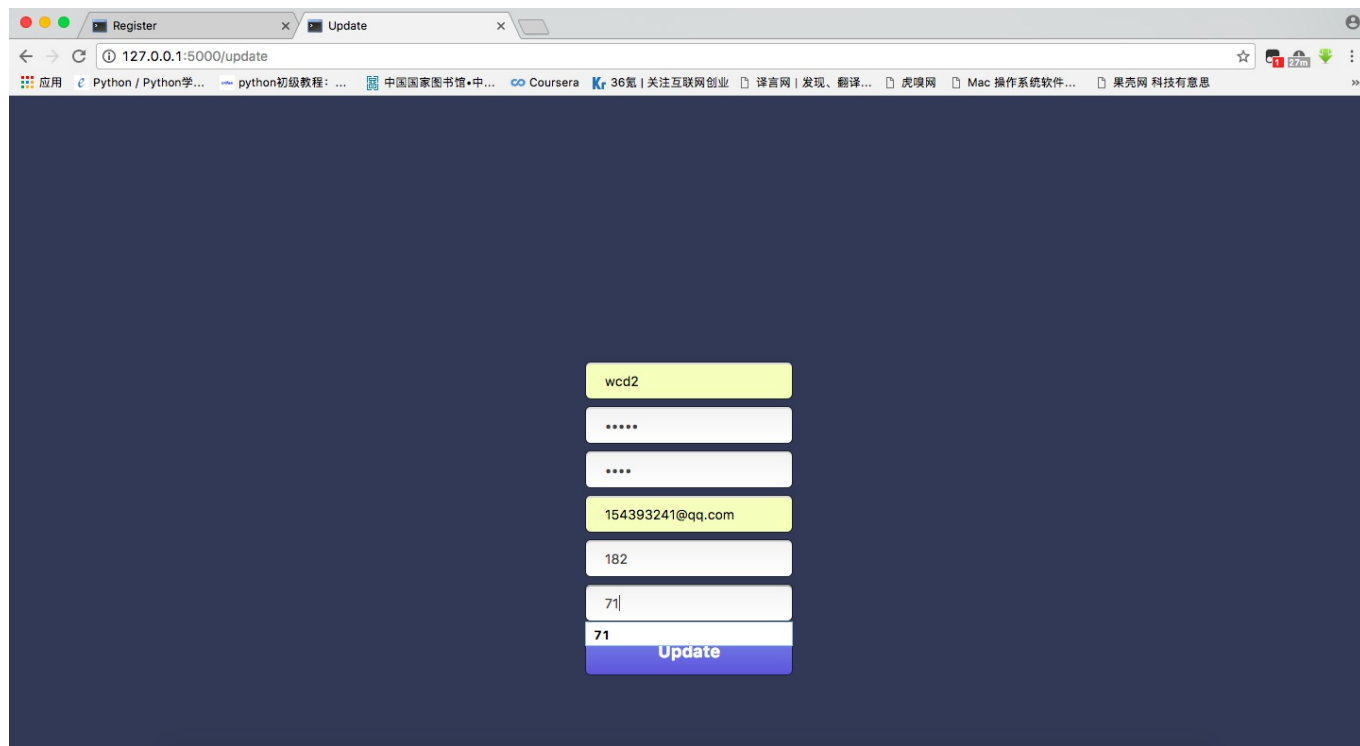 Register
Update
127.0.0.1:5000/update
1
27m
应用 Python / Python学... python初级教程: ... 中国国家图书馆•中... Coursera Kr 36氪 | 关注互联网创业 译言网 | 发现、翻译... 虎嗅网 Mac 操作系统软件... 果壳网 科技有意思 »
wcd2
•••••
••••
154393241@qq.com
182
71
71
Update